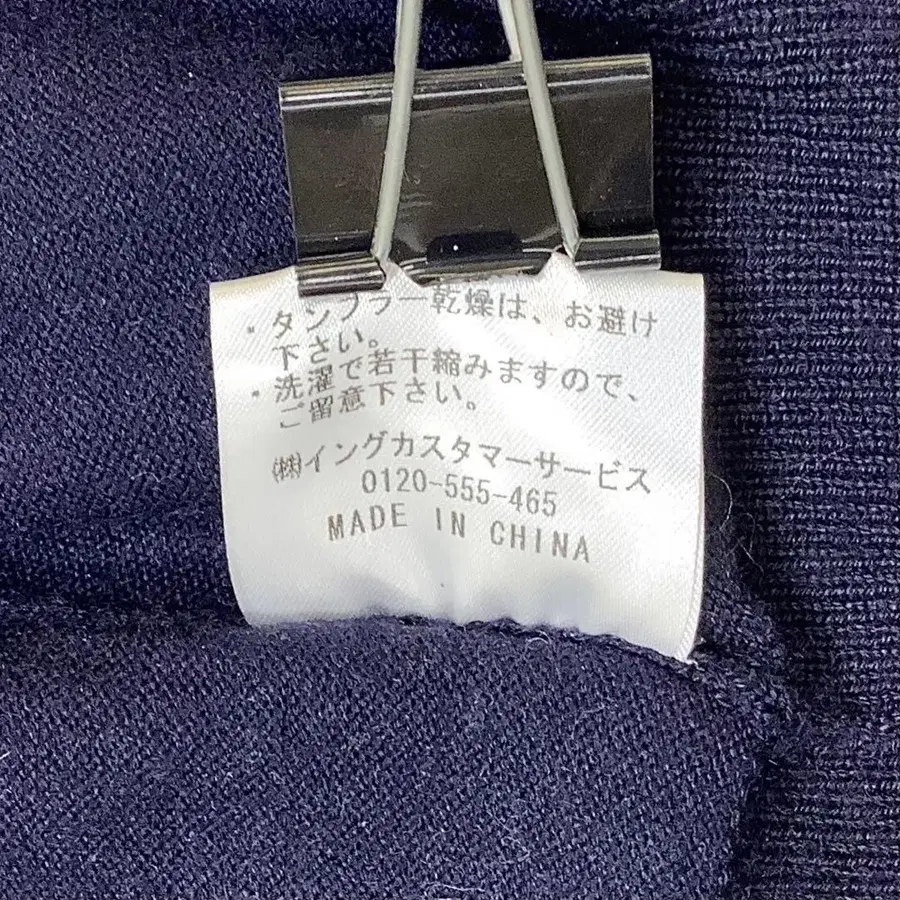 ・タンブラー乾燥は、お避け
下さい。
・洗濯で若干縮みますので、
ご留意下さい。
㈱イングカスタマーサービス
0120-555-465
MADE IN CHINA